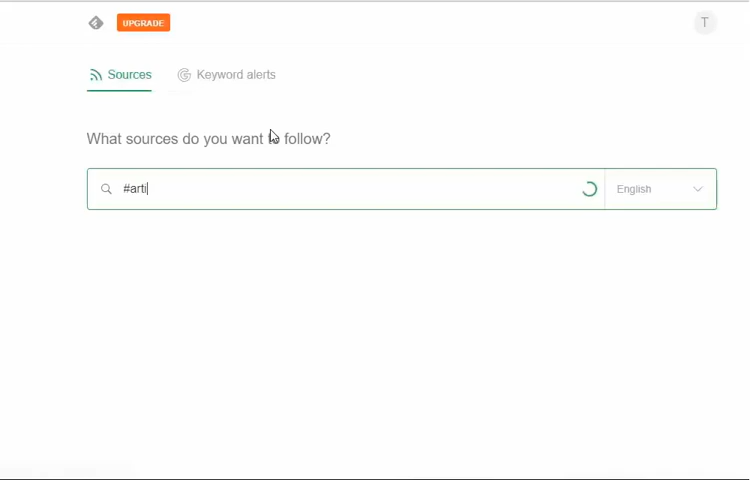 UPGRADE
T
Sources
Keyword alerts
What sources do you want to follow?
#arti
English